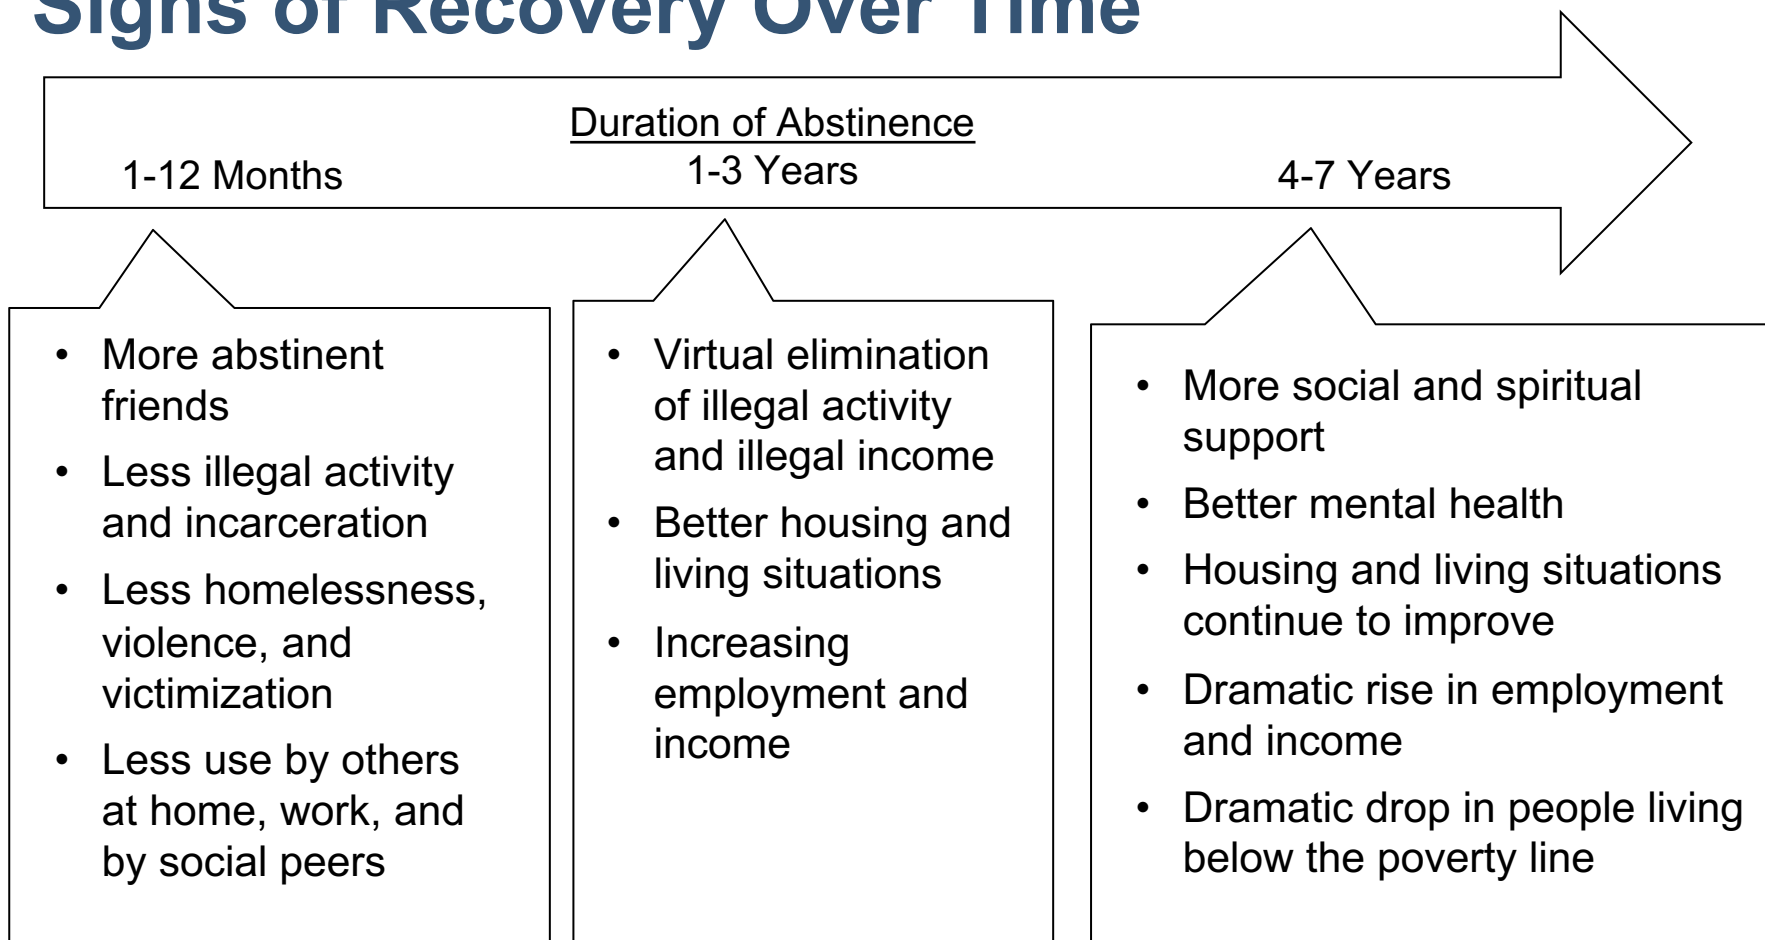 Signs of Recovery Over Time
Duration of Abstinence
1-12 Months
1-3 Years
4-7 Years
• More abstinent
friends
• Less illegal activity
and incarceration
• Less homelessness,
violence, and
victimization
• Less use by others
at home, work, and
by social peers
• Virtual elimination
of illegal activity
and illegal income
• Better housing and
living situations
• Increasing
employment and
income
• More social and spiritual
support
• Better mental health
• Housing and living situations
continue to improve
• Dramatic rise in employment
and income
• Dramatic drop in people living
below the poverty line